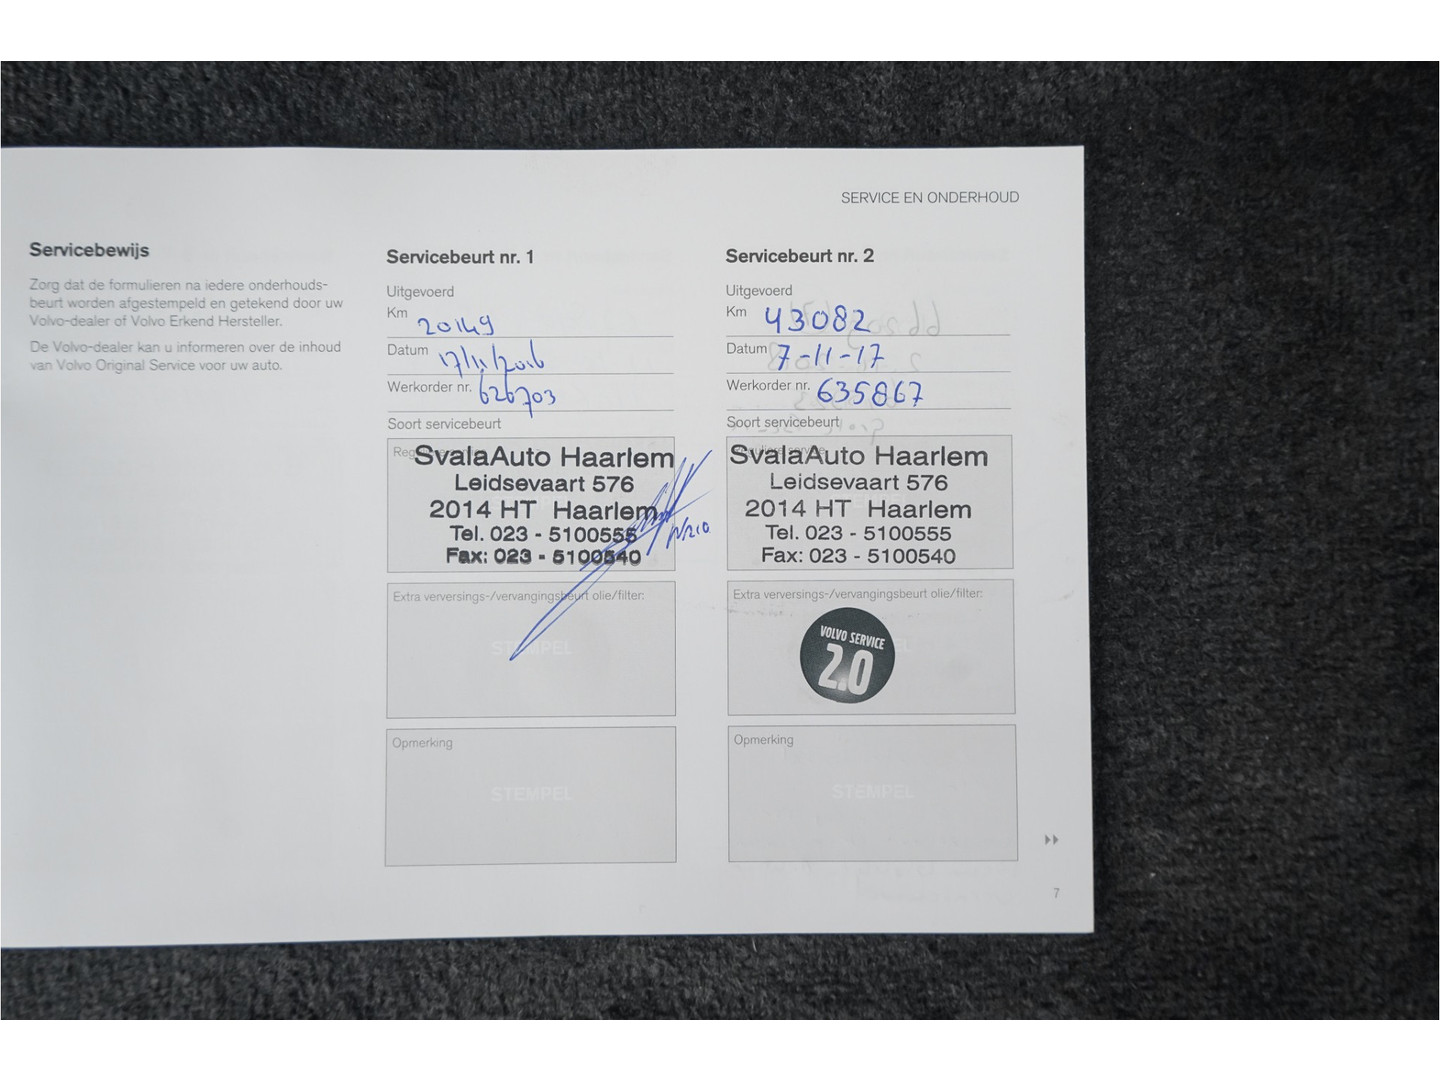 SERVICE EN ONDERHOUD
Servicebewijs
Zorg dat de formulieren na iedere onderhouds-
beurt worden afgestempeld en getekend door uw
Volvo-dealer of Volvo Erkend Hersteller.
De Volvo-dealer kan u informeren over de inhoud
van Volvo Original Service voor uw auto.
Servicebeurt nr. 1
Uitgevoerd
Km 20149
Datum 17/11/2016
Werkorder nr. 626703
Soort servicebeurt
SvalaAuto Haarlem
Leidsevaart 576
2014 HT Haarlem
Tel. 023 - 5100555
Fax: 023 - 5100540
Extra verversings-/vervangingsbeurt olie/filter:
STEMPEL
Opmerking
STEMPEL
Servicebeurt nr. 2
Uitgevoerd
Km 43082
Datum 7-11-17
Werkorder nr. 635867
Soort servicebeurt
SvalaAuto Haarlem
Leidsevaart 576
2014 HT Haarlem
Tel. 023 - 5100555
Fax: 023 - 5100540
Extra verversings-/vervangingsbeurt olie/filter:
VOLVO SERVICE
2.0
Opmerking
STEMPEL
7